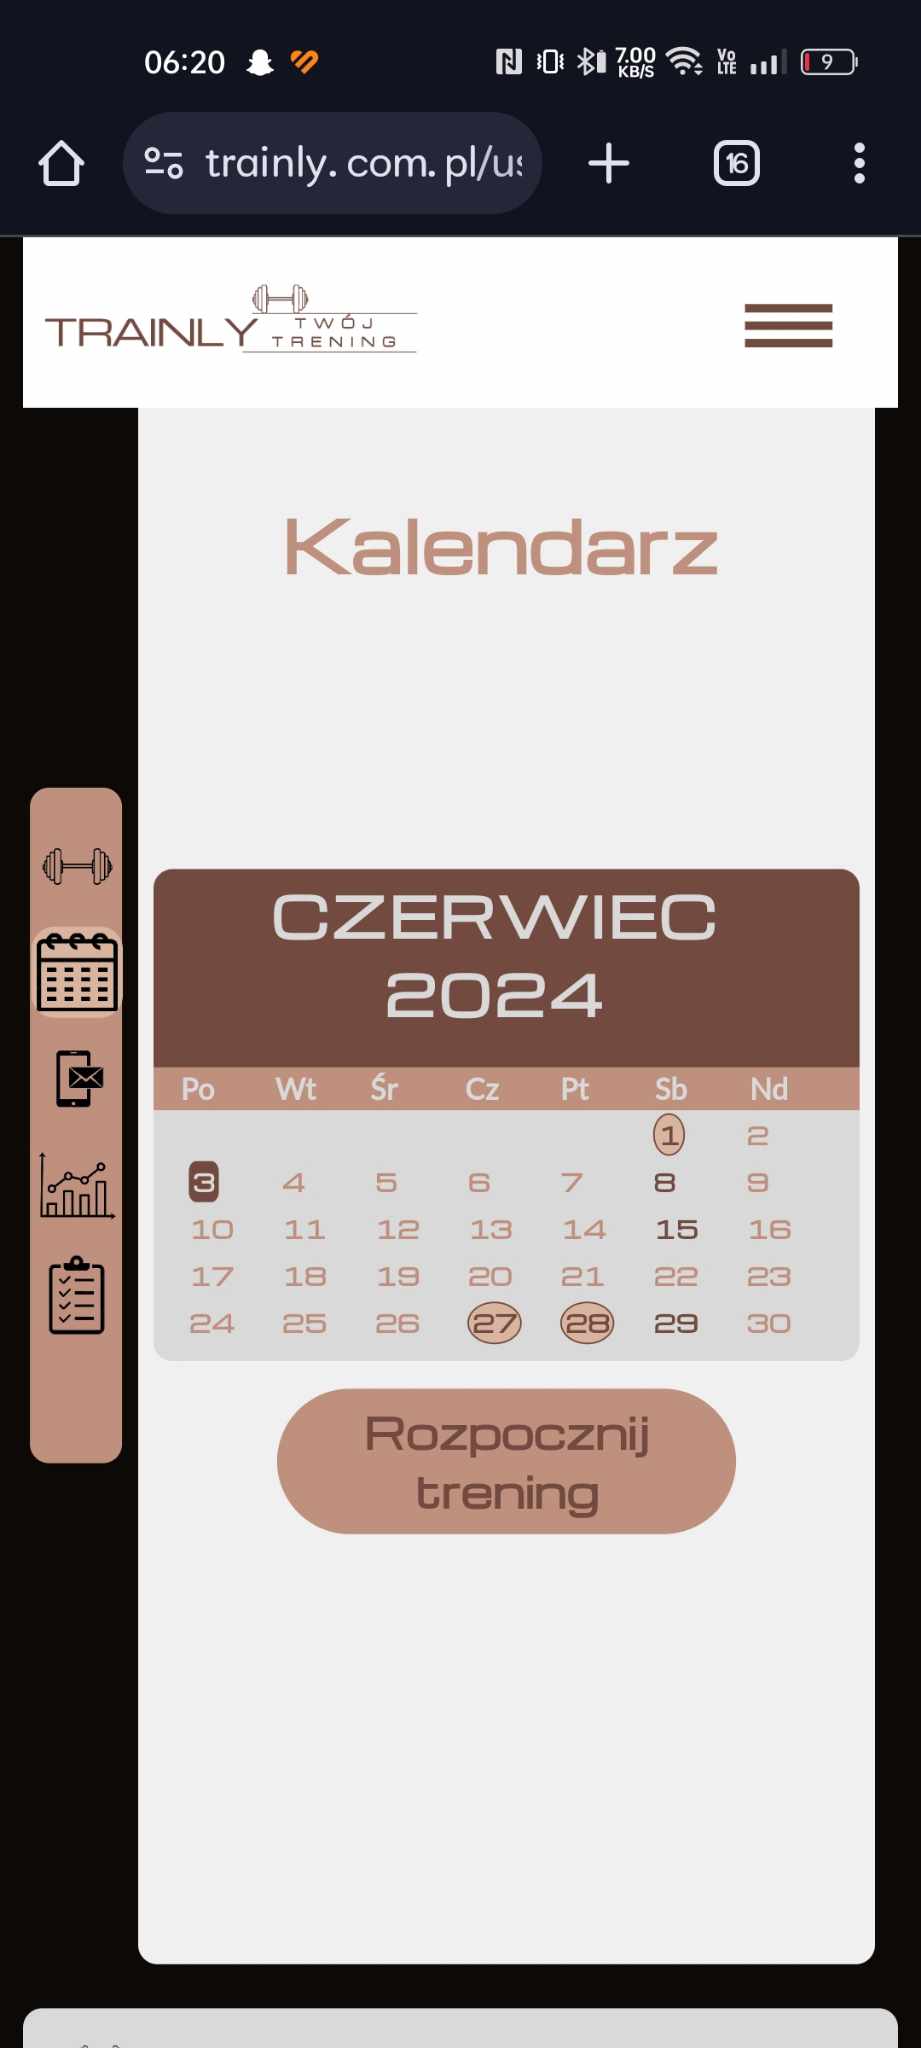 06:20 7.00 KB/S Vo LTE 9
trainly.com.pl/us 16
TRAINLY TWÓJ TRENING
Kalendarz
CZERWIEC
2024
Po Wt Śr Cz Pt Sb Nd
1 2
3 4 5 6 7 8 9
10 11 12 13 14 15 16
17 18 19 20 21 22 23
24 25 26 27 28 29 30
Rozpocznij
trening